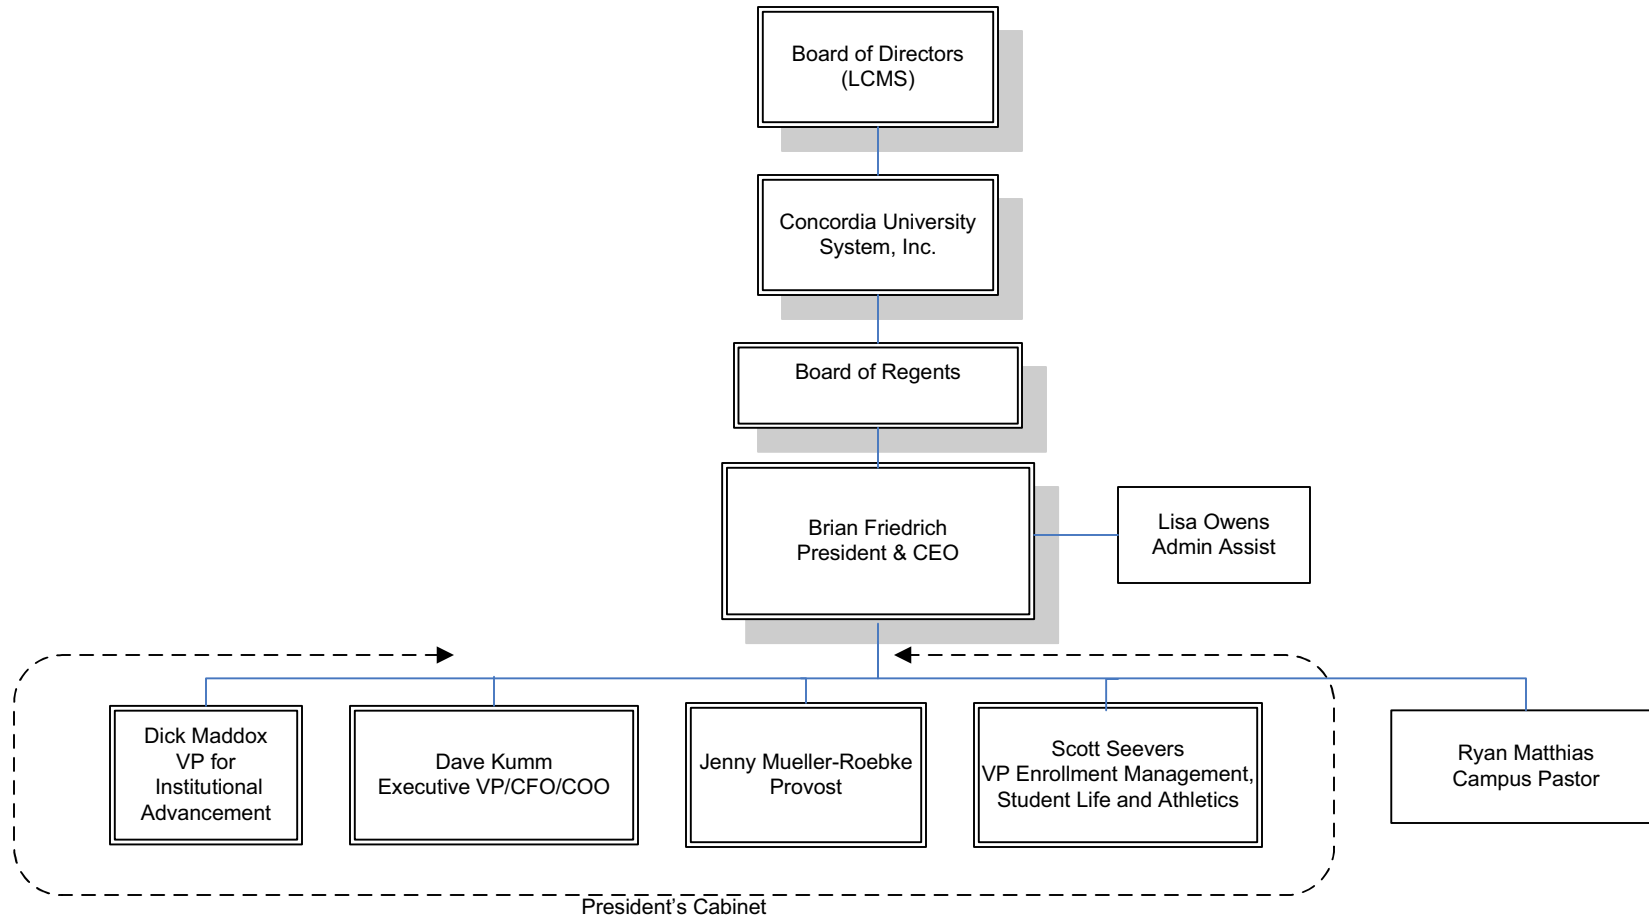 Board of Directors
(LCMS)
Concordia University
System, Inc.
Board of Regents
Brian Friedrich
President & CEO
Lisa Owens
Admin Assist
Dick Maddox
VP for
Institutional
Advancement
Dave Kumm
Executive VP/CFO/COO
Jenny Mueller-Roebke
Provost
Scott Seevers
VP Enrollment Management,
Student Life and Athletics
Ryan Matthias
Campus Pastor
President’s Cabinet